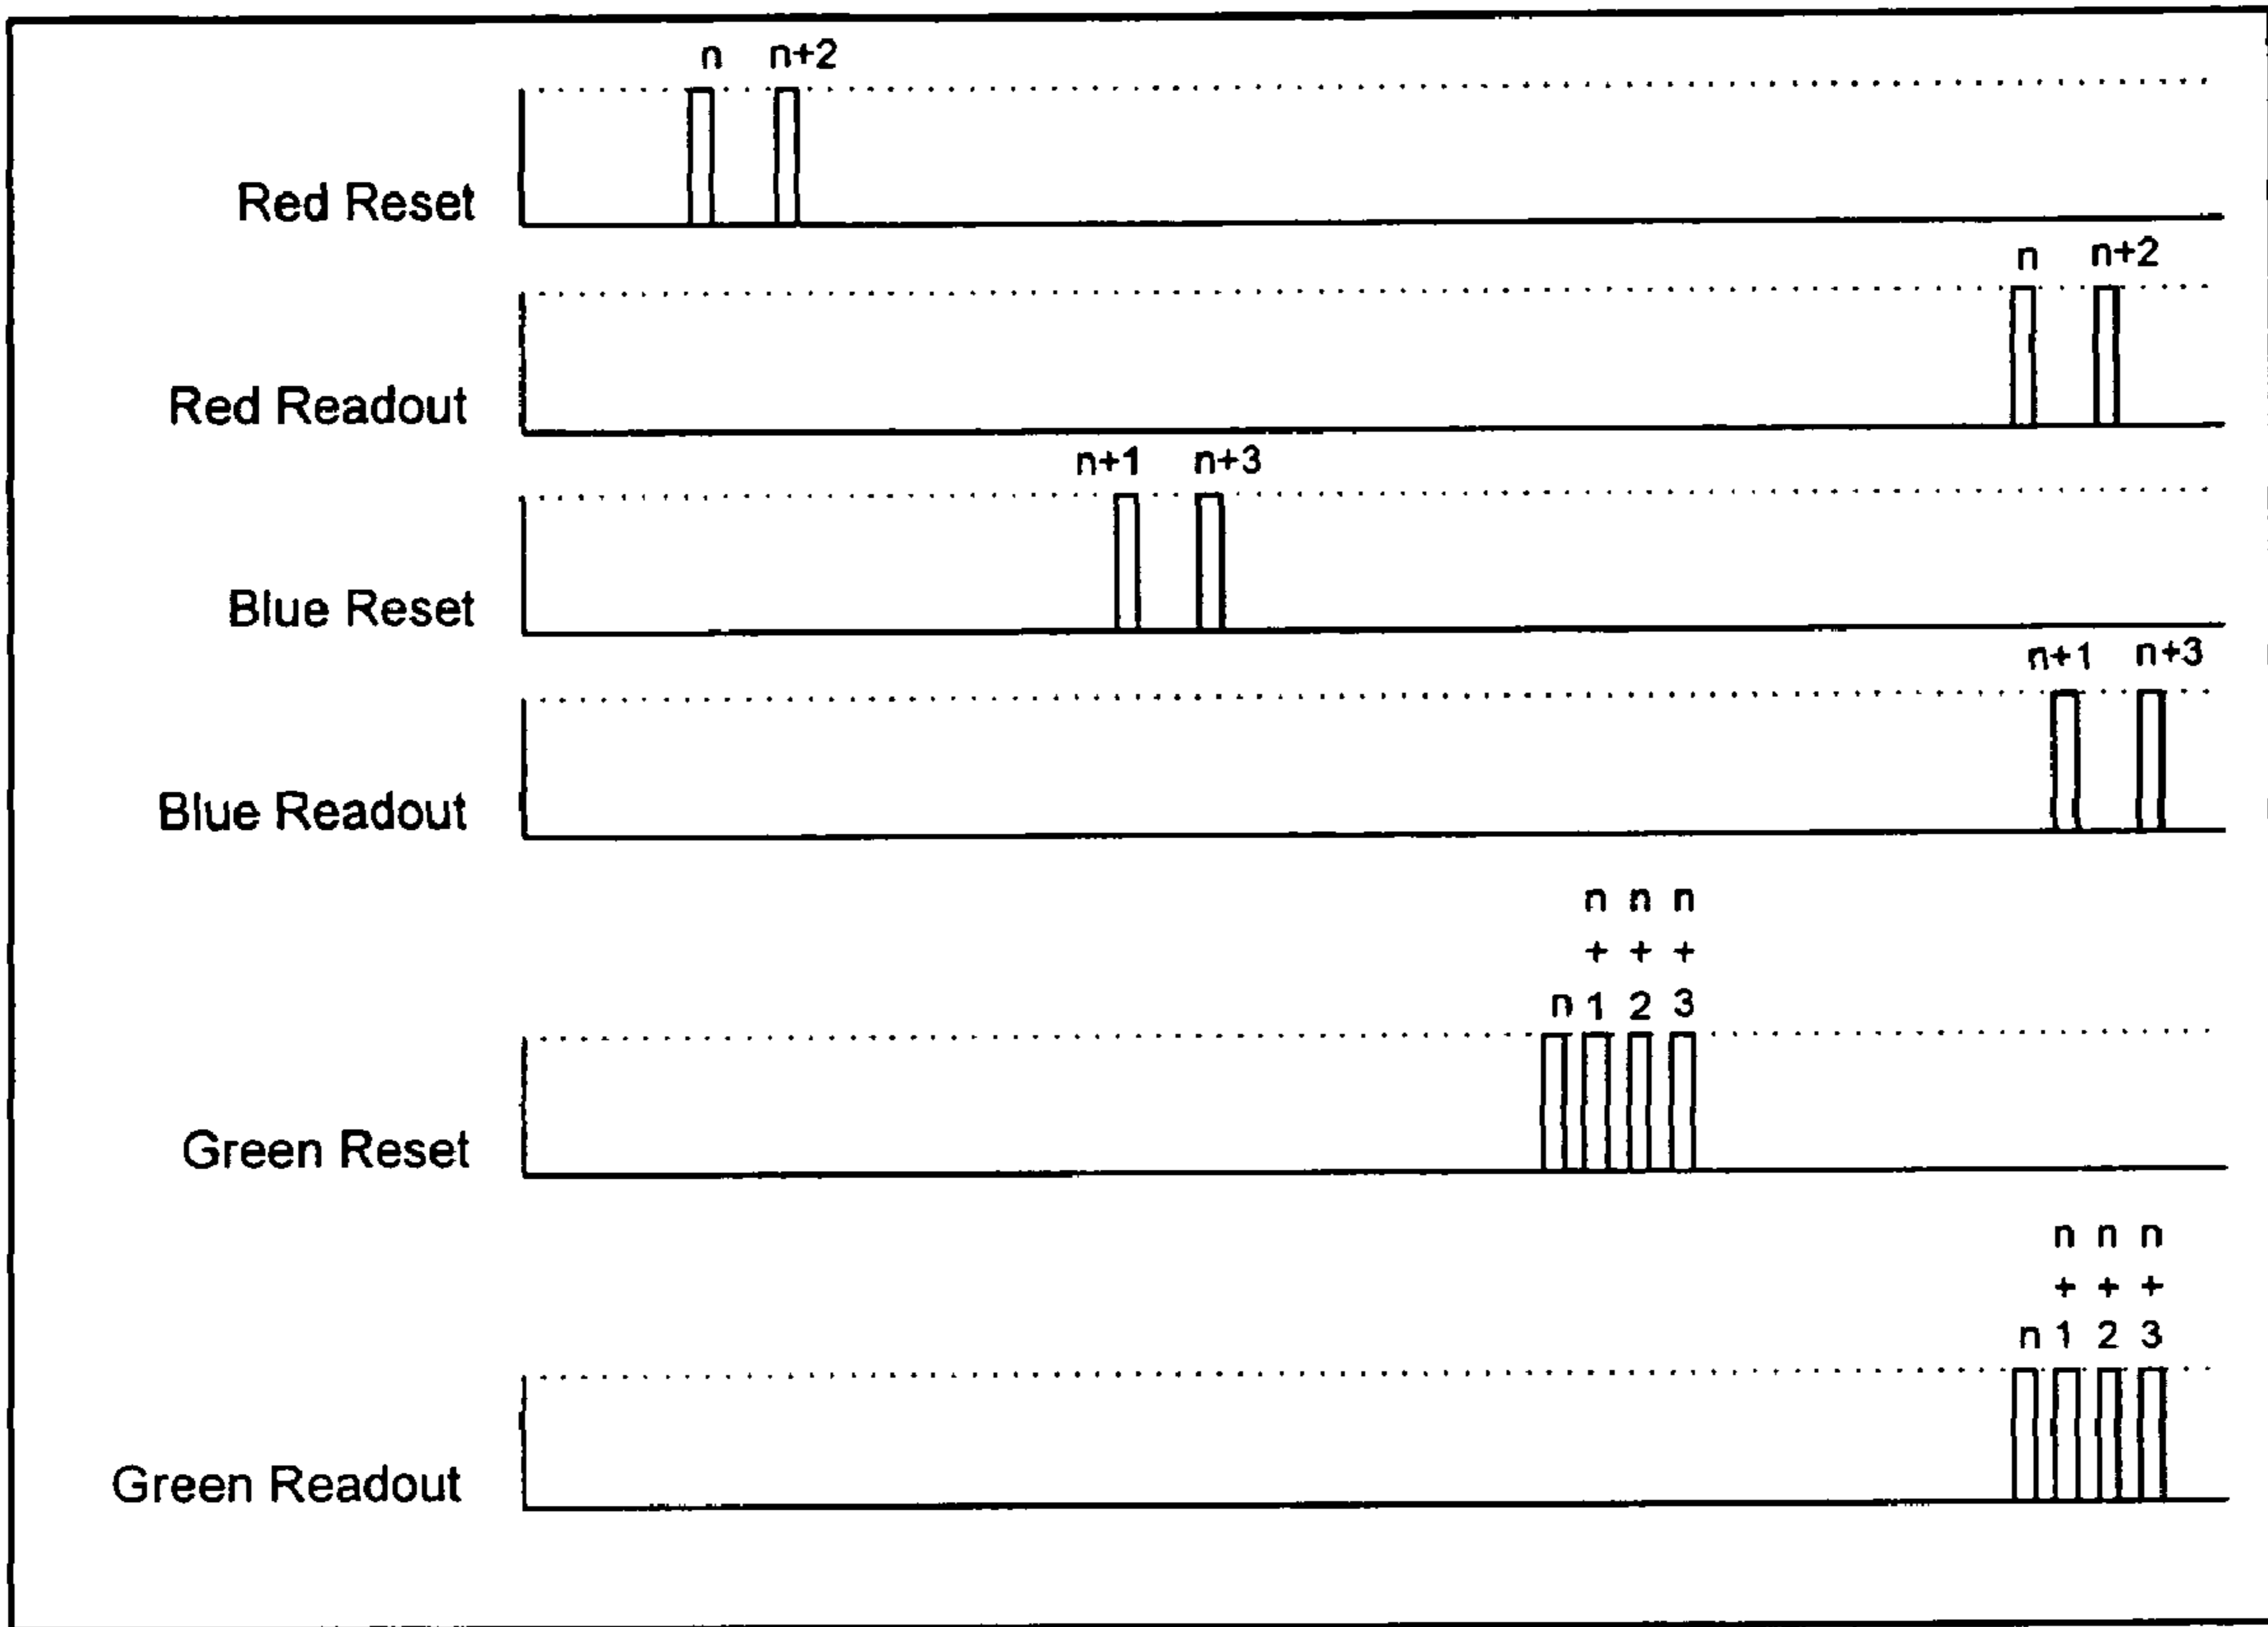 n n+2
Red Reset
n n+2
Red Readout
n+1 n+3
Blue Reset
n+1 n+3
Blue Readout
n n n
+ + +
n 1 2 3
Green Reset
n n n
+ + +
n 1 2 3
Green Readout